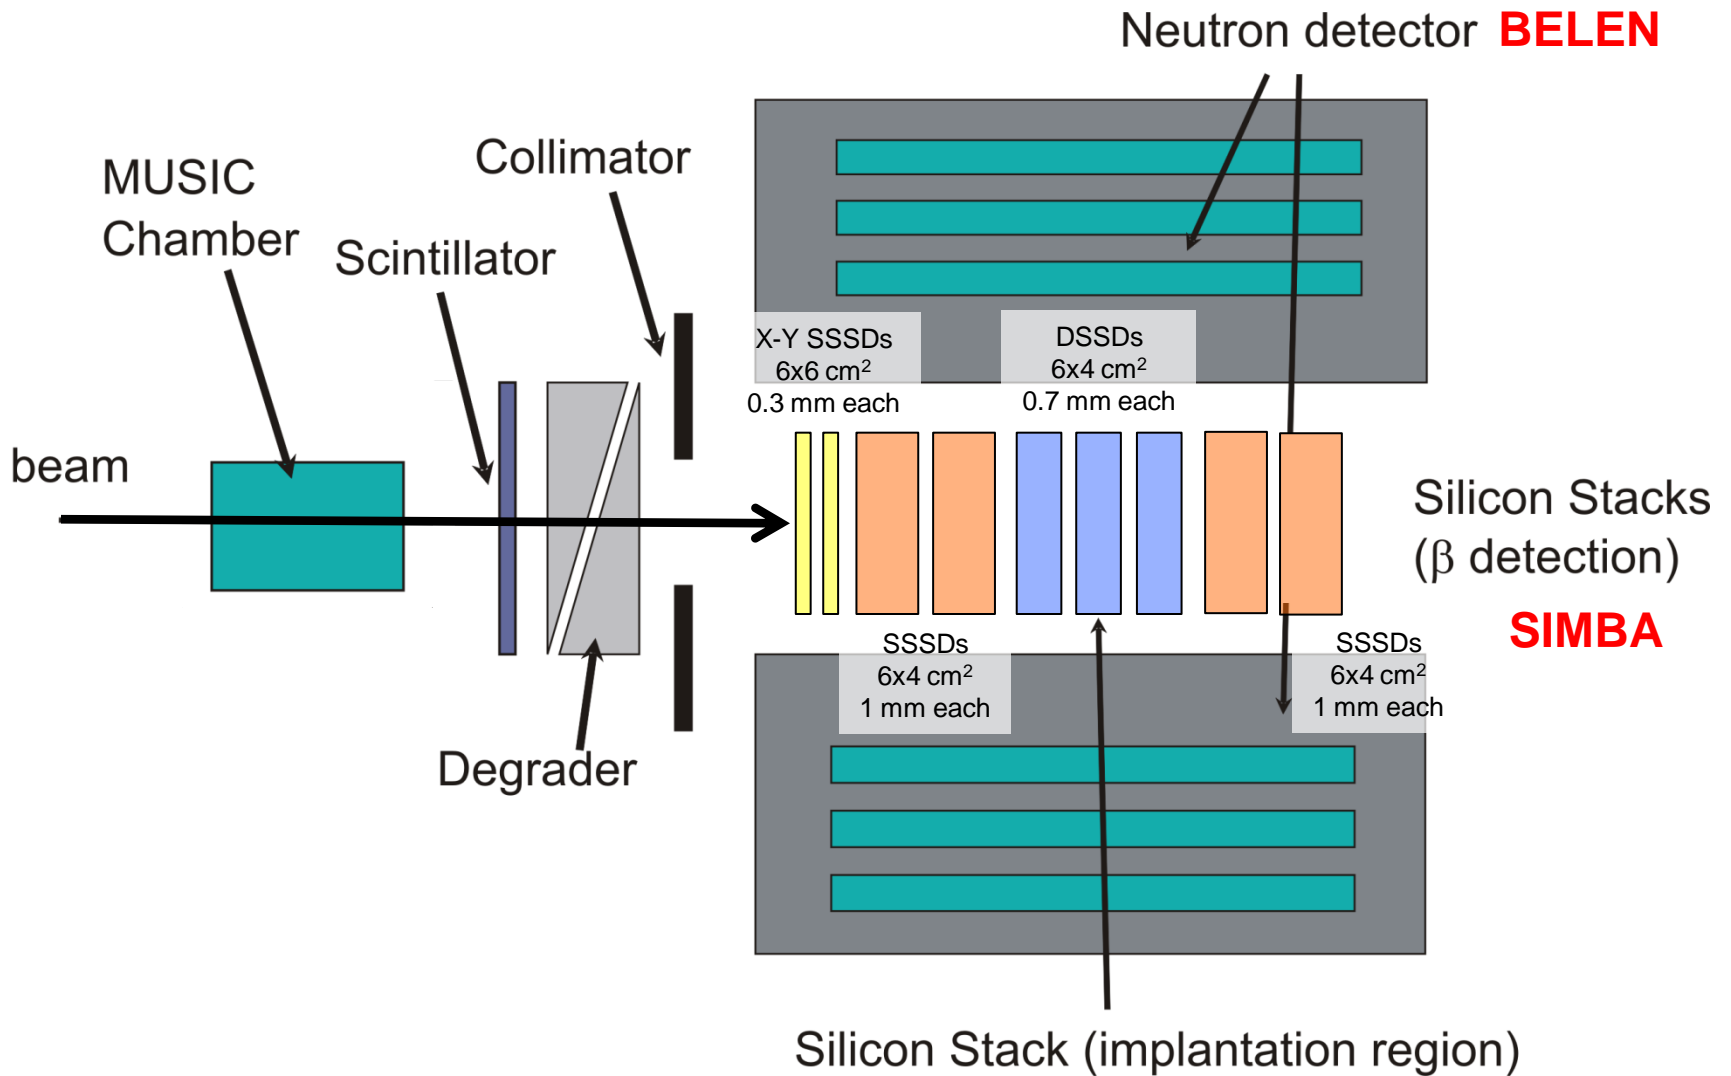 Neutron detector BELEN
Collimator
MUSIC
Chamber
Scintillator
X-Y SSSDs
6x6 cm²
0.3 mm each
DSSDs
6x4 cm²
0.7 mm each
beam
Silicon Stacks
(β detection)
SIMBA
SSSDs
6x4 cm²
1 mm each
SSSDs
6x4 cm²
1 mm each
Degrader
Silicon Stack (implantation region)